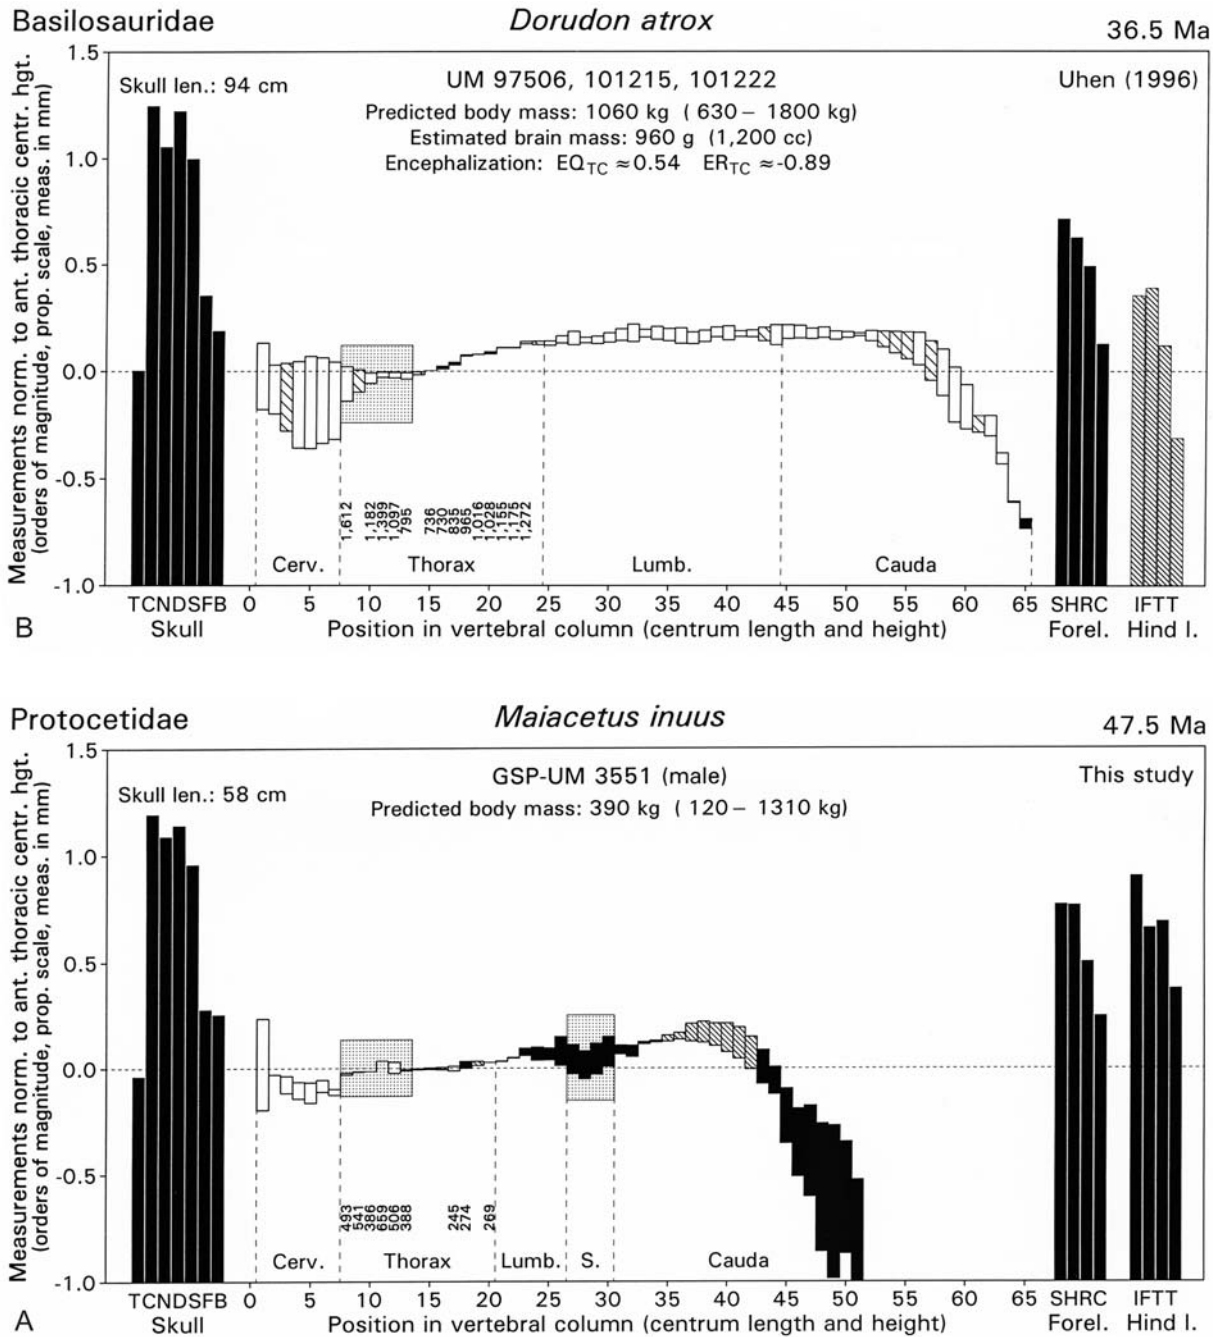 Basilosauridae Dorudon atrox 36.5 Ma
Measurements norm. to ant. thoracic centr. hgt.
(orders of magnitude, prop. scale, meas. in mm)
1.5
1.0
0.5
0.0
-0.5
-1.0
Skull len.: 94 cm
UM 97506, 101215, 101222
Uhen (1996)
Predicted body mass: 1060 kg ( 630 – 1800 kg)
Estimated brain mass: 960 g (1,200 cc)
Encephalization: EQTC ≈0.54 ERTC ≈-0.89
1,612
1,182
1,399
1,097
795
736
730
835
965
1,016
1,028
1,155
1,175
1,272
Cerv. Thorax Lumb. Cauda
TCNDSFB 0 5 10 15 20 25 30 35 40 45 50 55 60 65 SHRC IFTT
B Skull Position in vertebral column (centrum length and height) Forel. Hind l.
Protocetidae Maiacetus inuus 47.5 Ma
Measurements norm. to ant. thoracic centr. hgt.
(orders of magnitude, prop. scale, meas. in mm)
1.5
1.0
0.5
0.0
-0.5
-1.0
Skull len.: 58 cm
GSP-UM 3551 (male)
This study
Predicted body mass: 390 kg ( 120 – 1310 kg)
493
541
386
659
506
388
245
274
269
Cerv. Thorax Lumb. S. Cauda
TCNDSFB 0 5 10 15 20 25 30 35 40 45 50 55 60 65 SHRC IFTT
A Skull Position in vertebral column (centrum length and height) Forel. Hind l.